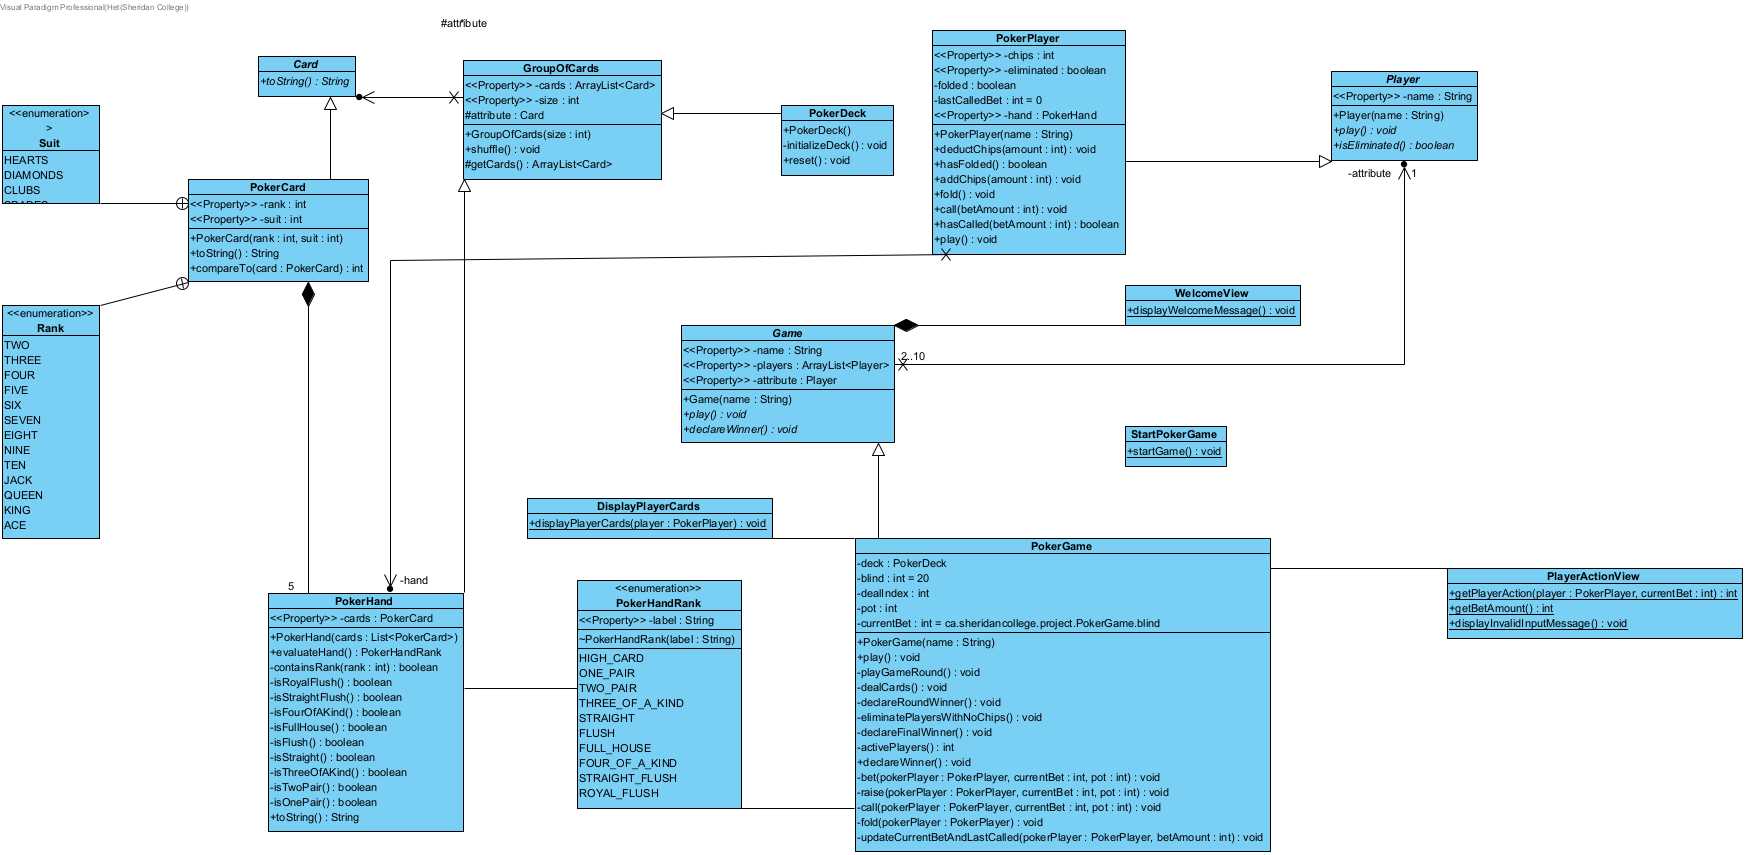 Visual Paradigm Professional(Het(Sheridan College))
#attribute
*
Card
+toString() : String
GroupOfCards
<<Property>> -cards : ArrayList<Card>
<<Property>> -size : int
#attribute : Card
+GroupOfCards(size : int)
+shuffle() : void
#getCards() : ArrayList<Card>
PokerDeck
+PokerDeck()
-initializeDeck() : void
+reset() : void
PokerPlayer
<<Property>> -chips : int
<<Property>> -eliminated : boolean
-folded : boolean
-lastCalledBet : int = 0
<<Property>> -hand : PokerHand
+PokerPlayer(name : String)
+deductChips(amount : int) : void
+hasFolded() : boolean
+addChips(amount : int) : void
+fold() : void
+call(betAmount : int) : void
+hasCalled(betAmount : int) : boolean
+play() : void
Player
<<Property>> -name : String
+Player(name : String)
+play() : void
+isEliminated() : boolean
-attribute
1
<<enumeration>
>
Suit
HEARTS
DIAMONDS
CLUBS
SPADES
PokerCard
<<Property>> -rank : int
<<Property>> -suit : int
+PokerCard(rank : int, suit : int)
+toString() : String
+compareTo(card : PokerCard) : int
<<enumeration>>
Rank
TWO
THREE
FOUR
FIVE
SIX
SEVEN
EIGHT
NINE
TEN
JACK
QUEEN
KING
ACE
WelcomeView
+displayWelcomeMessage() : void
Game
<<Property>> -name : String
<<Property>> -players : ArrayList<Player>
<<Property>> -attribute : Player
+Game(name : String)
+play() : void
+declareWinner() : void
2..10
StartPokerGame
+startGame() : void
DisplayPlayerCards
+displayPlayerCards(player : PokerPlayer) : void
5
-hand
PokerHand
<<Property>> -cards : PokerCard
+PokerHand(cards : List<PokerCard>)
+evaluateHand() : PokerHandRank
-containsRank(rank : int) : boolean
-isRoyalFlush() : boolean
-isStraightFlush() : boolean
-isFourOfAKind() : boolean
-isFullHouse() : boolean
-isFlush() : boolean
-isStraight() : boolean
-isThreeOfAKind() : boolean
-isTwoPair() : boolean
-isOnePair() : boolean
+toString() : String
<<enumeration>>
PokerHandRank
<<Property>> -label : String
~PokerHandRank(label : String)
HIGH_CARD
ONE_PAIR
TWO_PAIR
THREE_OF_A_KIND
STRAIGHT
FLUSH
FULL_HOUSE
FOUR_OF_A_KIND
STRAIGHT_FLUSH
ROYAL_FLUSH
PokerGame
-deck : PokerDeck
-blind : int = 20
-dealIndex : int
-pot : int
-currentBet : int = ca.sheridancollege.project.PokerGame.blind
+PokerGame(name : String)
+play() : void
-playGameRound() : void
-dealCards() : void
-declareRoundWinner() : void
-eliminatePlayersWithNoChips() : void
-declareFinalWinner() : void
-activePlayers() : int
+declareWinner() : void
-bet(pokerPlayer : PokerPlayer, currentBet : int, pot : int) : void
-raise(pokerPlayer : PokerPlayer, currentBet : int, pot : int) : void
-call(pokerPlayer : PokerPlayer, currentBet : int, pot : int) : void
-fold(pokerPlayer : PokerPlayer) : void
-updateCurrentBetAndLastCalled(pokerPlayer : PokerPlayer, betAmount : int) : void
PlayerActionView
+getPlayerAction(player : PokerPlayer, currentBet : int) : int
+getBetAmount() : int
+displayInvalidInputMessage() : void